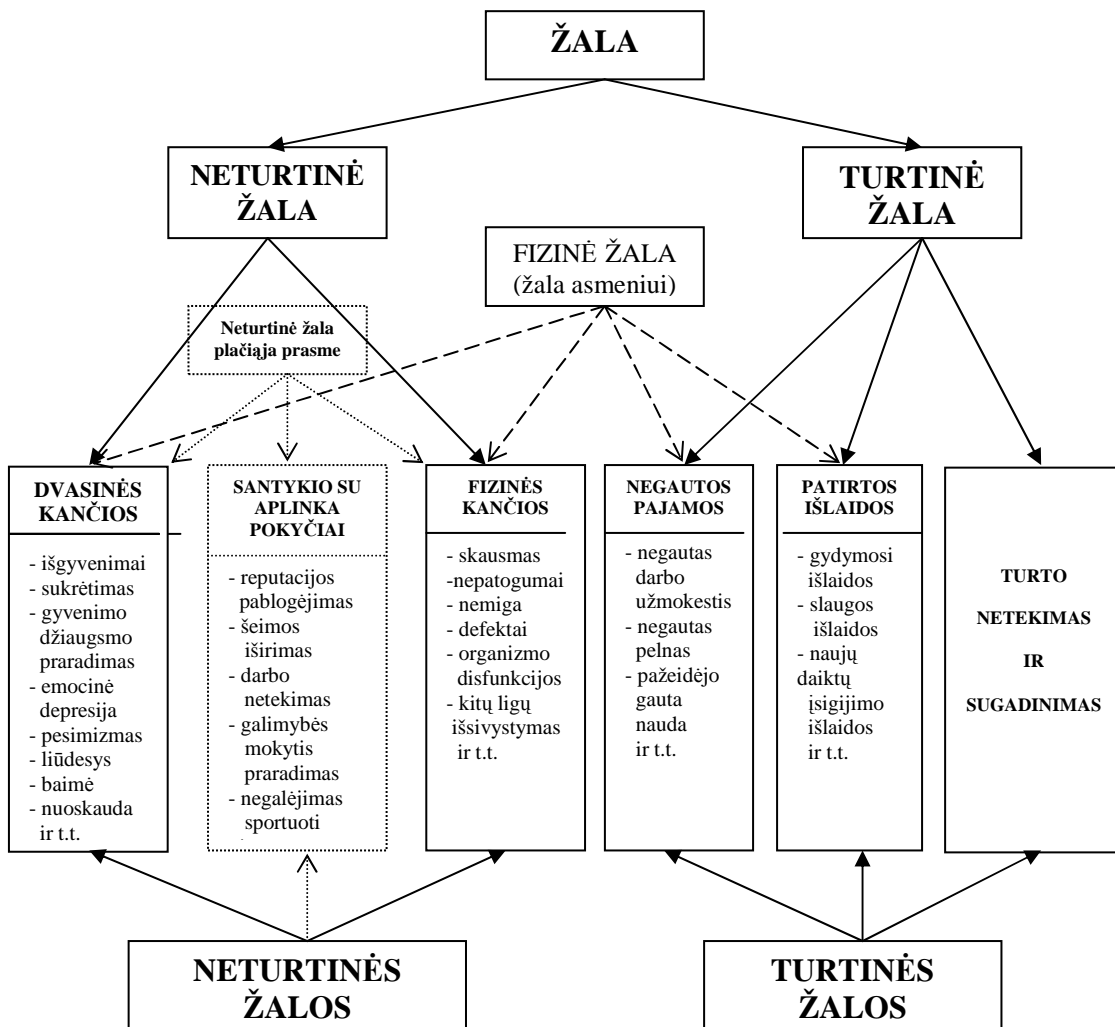 ŽALA
NETURTINĖ
ŽALA
TURTINĖ
ŽALA
FIZINĖ ŽALA
(žala asmeniui)
Neturtinė žala
plačiąja prasme
DVASINĖS
KANČIOS
- išgyvenimai
- sukrėtimas
- gyvenimo
džiaugsmo
praradimas
- emocinė
depresija
- pesimizmas
- liūdesys
- baimė
- nuoskauda
ir t.t.
SANTYKIO SU
APLINKA
POKYČIAI
- reputacijos
pablogėjimas
- šeimos
iširimas
- darbo
netekimas
- galimybės
mokytis
praradimas
- negalėjimas
sportuoti
FIZINĖS
KANČIOS
- skausmas
-nepatogumai
- nemiga
- defektai
- organizmo
disfunkcijos
- kitų ligų
išsivystymas
ir t.t.
NEGAUTOS
PAJAMOS
- negautas
darbo
užmokestis
- negautas
pelnas
- pažeidėjo
gauta
nauda
ir t.t.
PATIRTOS
IŠLAIDOS
- gydymosi
išlaidos
- slaugos
išlaidos
- naujų
daiktų
įsigijimo
išlaidos
ir t.t.
TURTO
NETEKIMAS
IR
SUGADINIMAS
NETURTINĖS
ŽALOS
TURTINĖS
ŽALOS